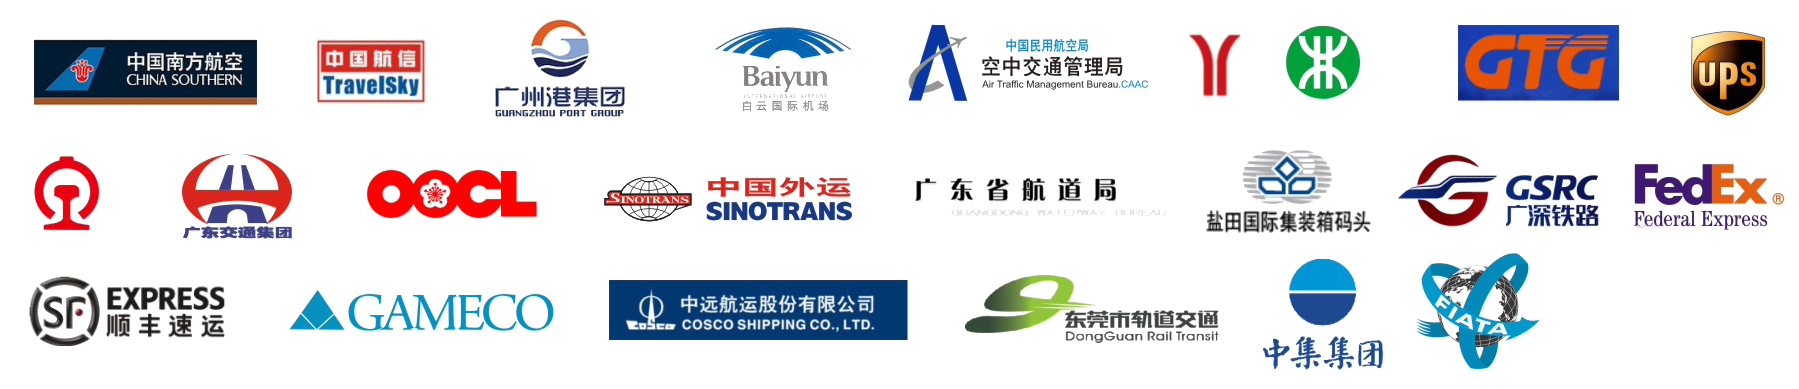 中国南方航空
CHINA SOUTHERN
中国航信
TravelSky
广州港集团
GUANGZHOU PORT GROUP
Baiyun
INTERNATIONAL AIRPORT
白云国际机场
中国民用航空局
空中交通管理局
Air Traffic Management Bureau.CAAC
GTG
UPS
广东交通集团
OOCL
SINOTRANS
中国外运
SINOTRANS
广东省航道局
GUANGDONG WATERWAY BUREAU
盐田国际集装箱码头
GSRC
广深铁路
FedEx®
Federal Express
SF EXPRESS
顺丰速运
GAMECO
COSCO
中远航运股份有限公司
COSCO SHIPPING CO., LTD.
东莞市轨道交通
DongGuan Rail Transit
中集集团
FIATA